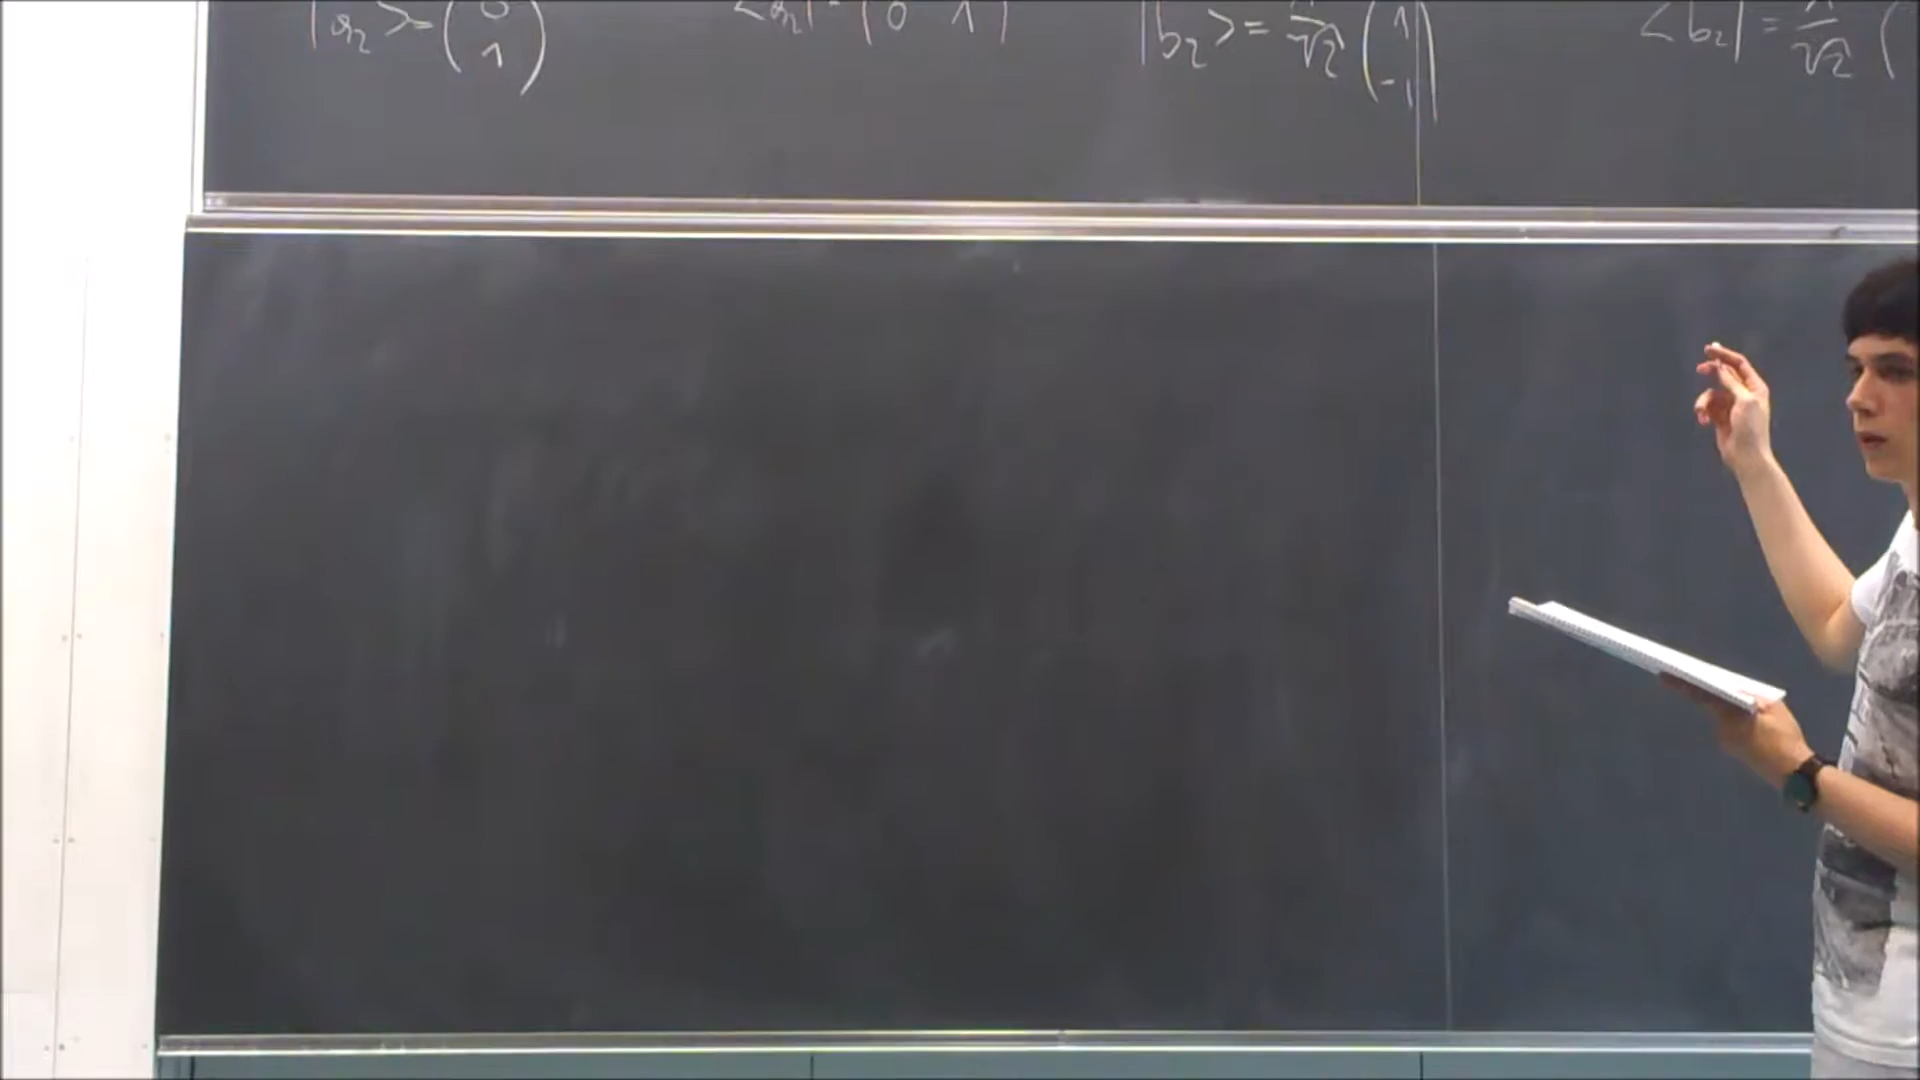 |a₂> = (0 1) <a₂| = (0 1) |b₂> = 1/√2 (1 -1) <b₂| = 1/√2 (